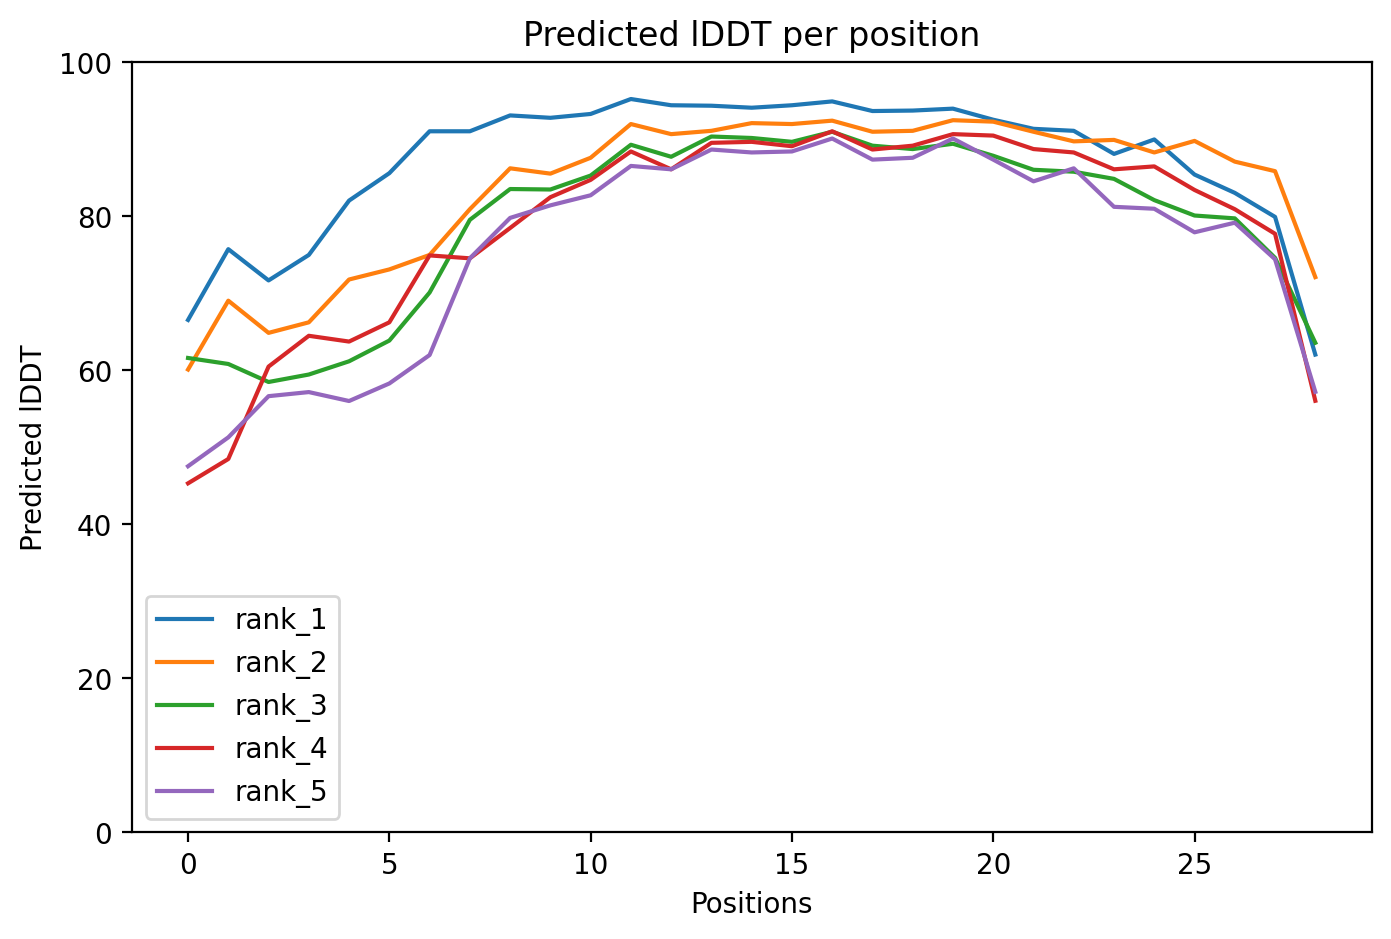 Predicted lDDT per position
100
80
60
40
20
0
Predicted lDDT
rank_1
rank_2
rank_3
rank_4
rank_5
0 5 10 15 20 25
Positions